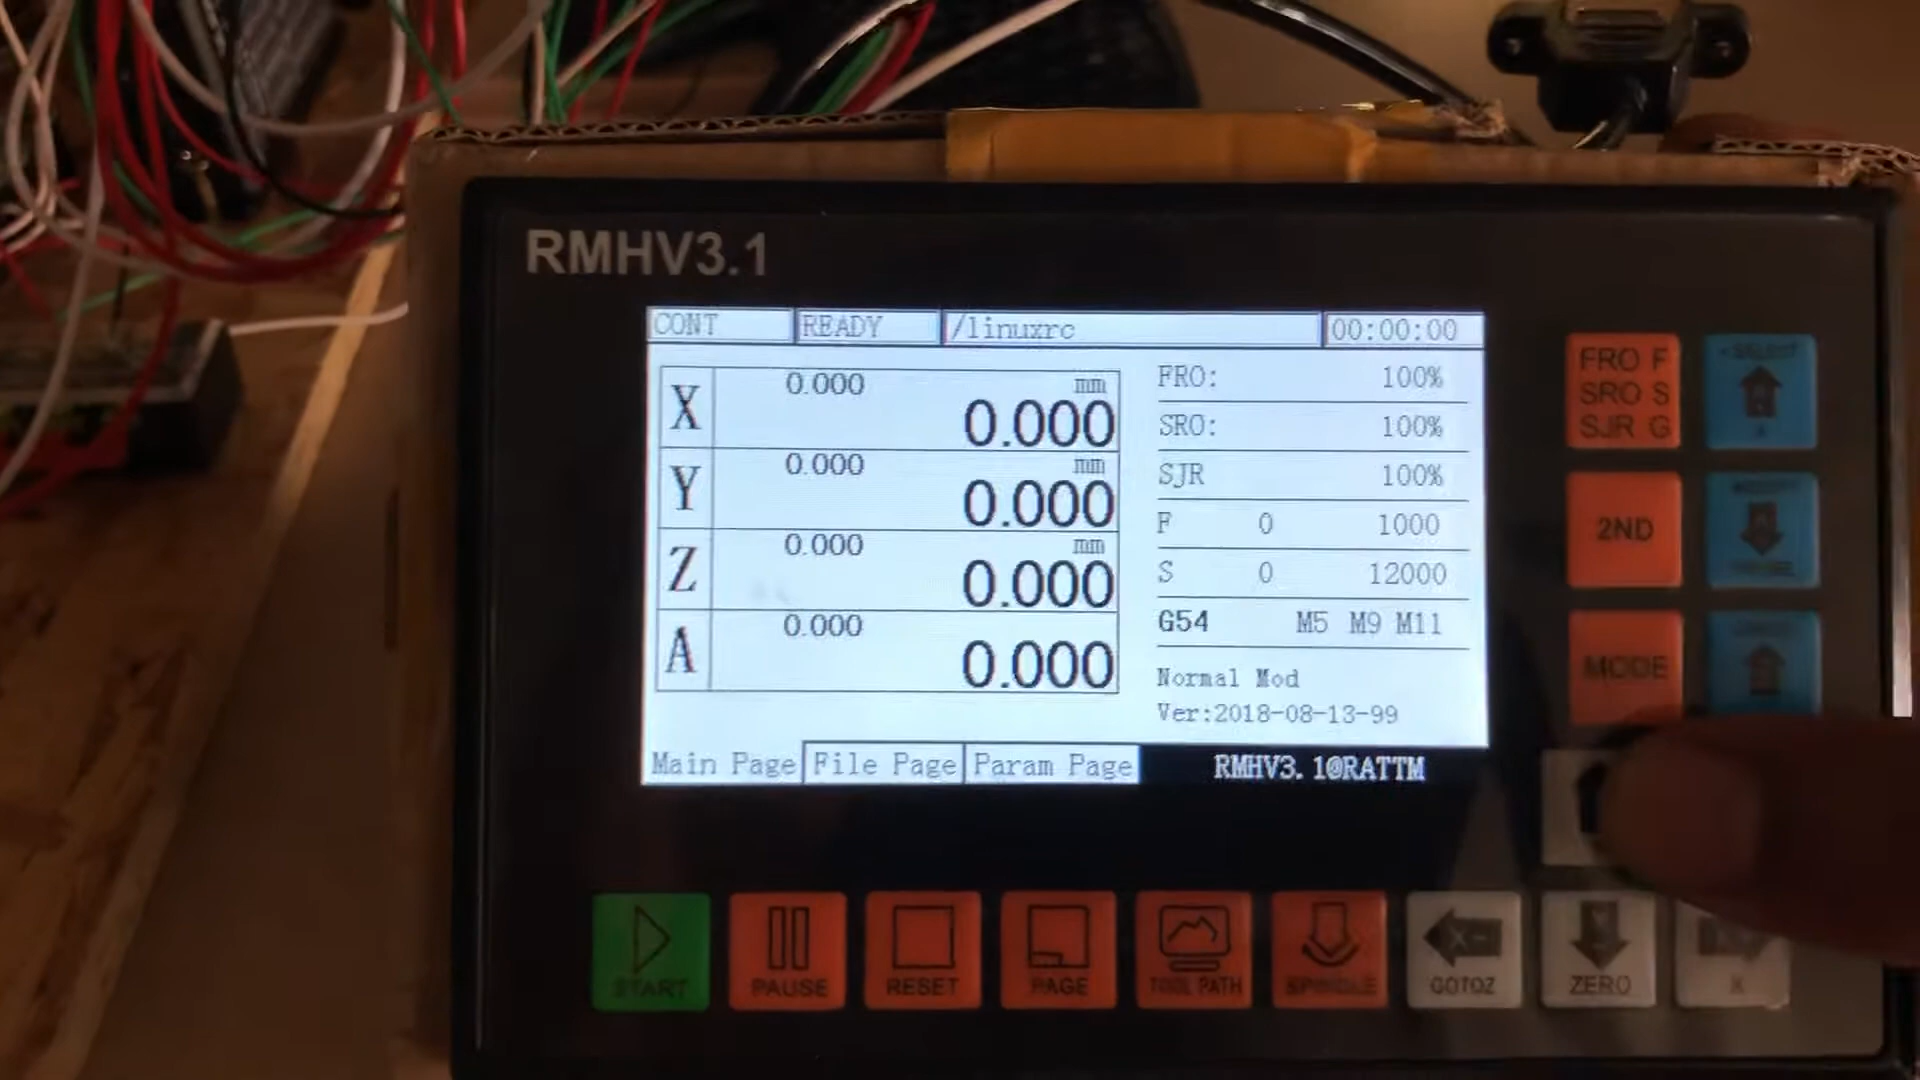 RMHV3.1
CONT READY /linuxrc 00:00:00
X 0.000 mm 0.000
Y 0.000 mm 0.000
Z 0.000 mm 0.000
A 0.000 0.000
FRO: 100%
SRO: 100%
SJR 100%
F 0 1000
S 0 12000
G54 M5 M9 M11
Normal Mod
Ver:2018-08-13-99
Main Page File Page Param Page RMHV3.1@RATTM
FRO F
SRO S
SJR G
SELECT
2ND
MODE
START PAUSE RESET PAGE TOOL PATH SPINDLE X- GOTOZ ZERO X